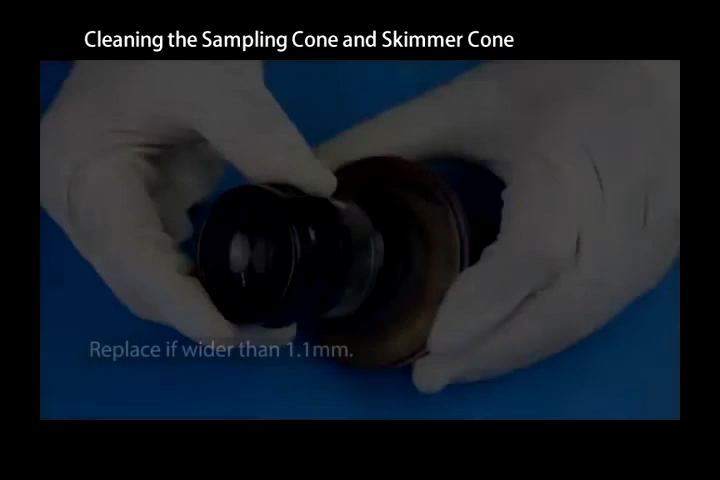 Cleaning the Sampling Cone and Skimmer Cone
Replace if wider than 1.1mm.